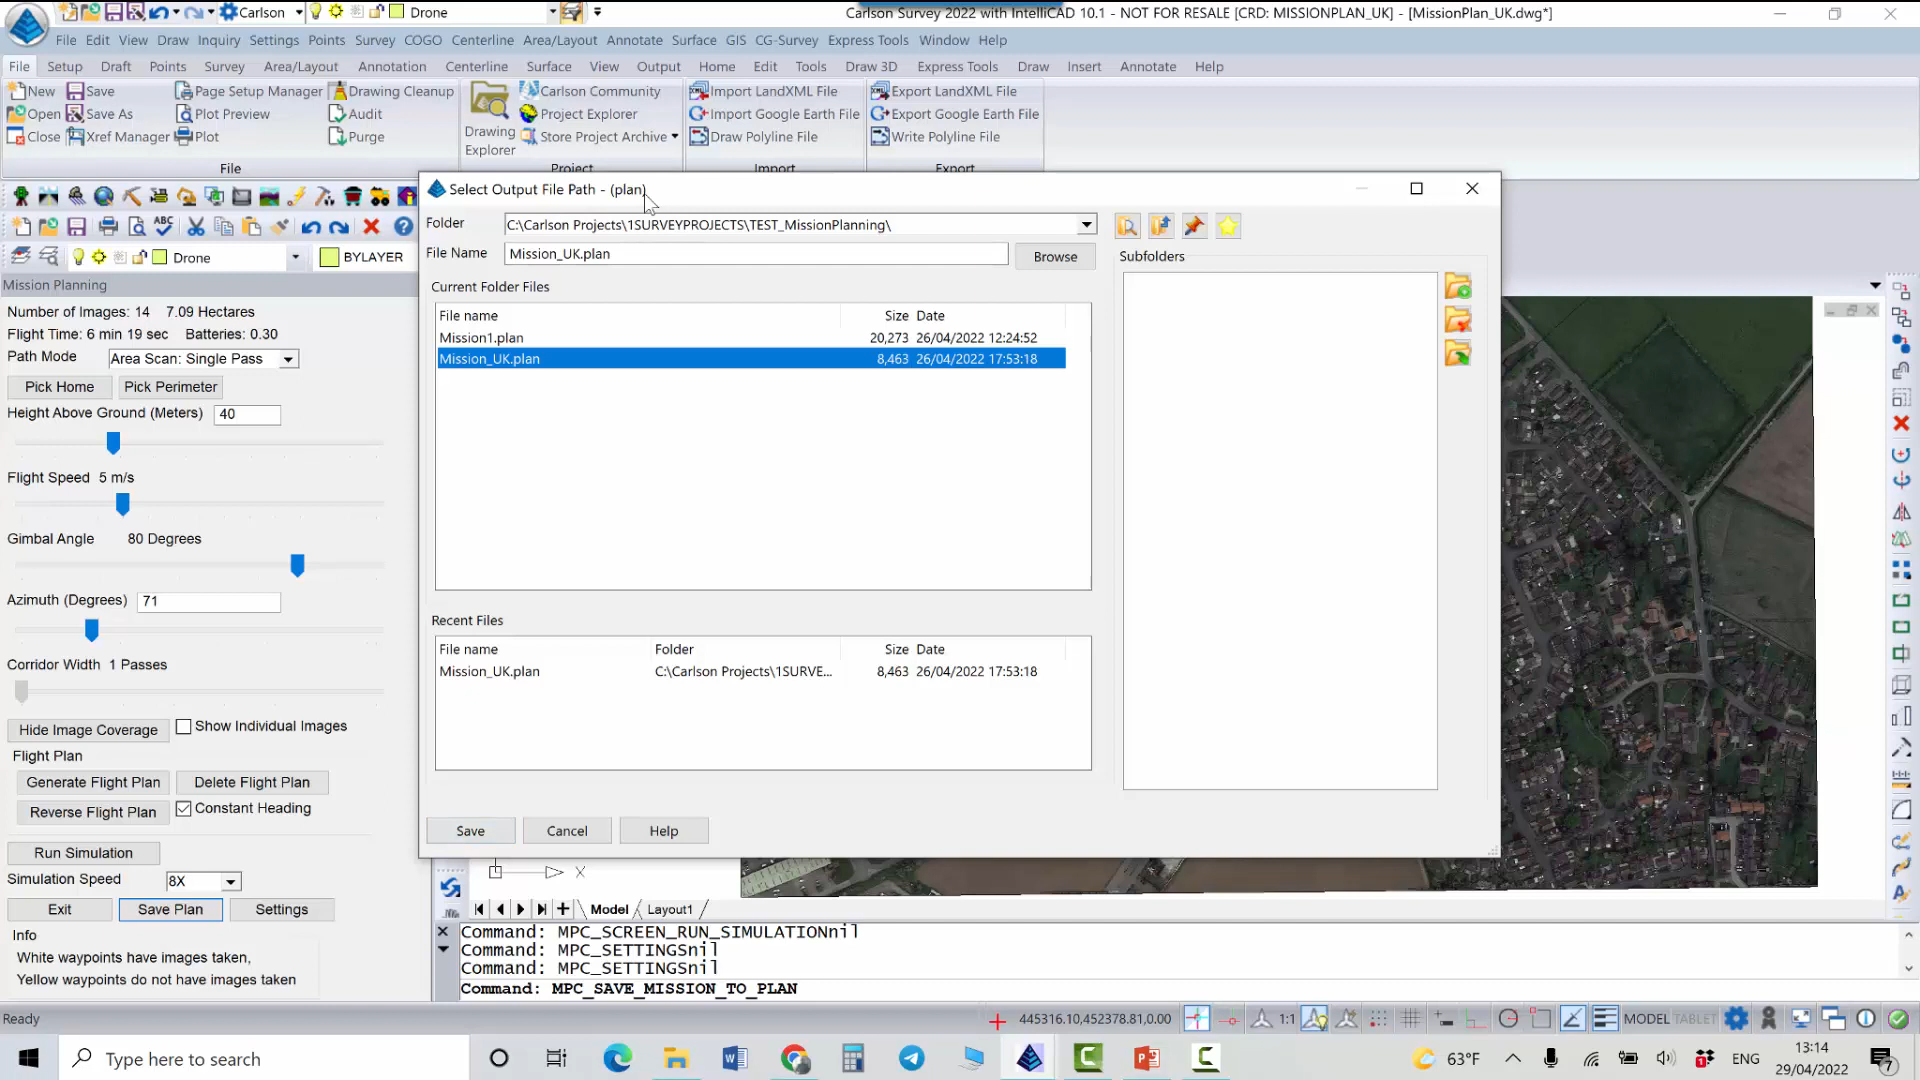 Carlson
Drone
Carlson Survey 2022 with IntelliCAD 10.1 - NOT FOR RESALE [CRD: MISSIONPLAN_UK] - [MissionPlan_UK.dwg*]
File Edit View Draw Inquiry Settings Points Survey COGO Centerline Area/Layout Annotate Surface GIS CG-Survey Express Tools Window Help
File Setup Draft Points Survey Area/Layout Annotation Centerline Surface View Output Home Edit Tools Draw 3D Express Tools Draw Insert Annotate Help
New Save Page Setup Manager Drawing Cleanup Carlson Community Import LandXML File Export LandXML File
Open Save As Plot Preview Audit Project Explorer Import Google Earth File Export Google Earth File
Close Xref Manager Plot Purge Drawing Explorer Store Project Archive Draw Polyline File Write Polyline File
File Project Import Export
Select Output File Path - (plan)
Folder C:\Carlson Projects\1SURVEYPROJECTS\TEST_MissionPlanning\
File Name Mission_UK.plan Browse
Subfolders
Current Folder Files
File name Size Date
Mission1.plan 20,273 26/04/2022 12:24:52
Mission_UK.plan 8,463 26/04/2022 17:53:18
Recent Files
File name Folder Size Date
Mission_UK.plan C:\Carlson Projects\1SURVE... 8,463 26/04/2022 17:53:18
Save Cancel Help
ABC
Drone BYLAYER
Mission Planning
Number of Images: 14 7.09 Hectares
Flight Time: 6 min 19 sec Batteries: 0.30
Path Mode Area Scan: Single Pass
Pick Home Pick Perimeter
Height Above Ground (Meters) 40
Flight Speed 5 m/s
Gimbal Angle 80 Degrees
Azimuth (Degrees) 71
Corridor Width 1 Passes
Hide Image Coverage Show Individual Images
Flight Plan
Generate Flight Plan Delete Flight Plan
Reverse Flight Plan Constant Heading
Run Simulation
Simulation Speed 8X
Exit Save Plan Settings
Info
White waypoints have images taken,
Yellow waypoints do not have images taken
X
Model Layout1
Command: MPC_SCREEN_RUN_SIMULATIONnil
Command: MPC_SETTINGSnil
Command: MPC_SETTINGSnil
Command: MPC_SAVE_MISSION_TO_PLAN
Ready 445316.10,452378.81,0.00 1:1 MODEL TABLET
Type here to search 63°F ENG 13:14
29/04/2022
7